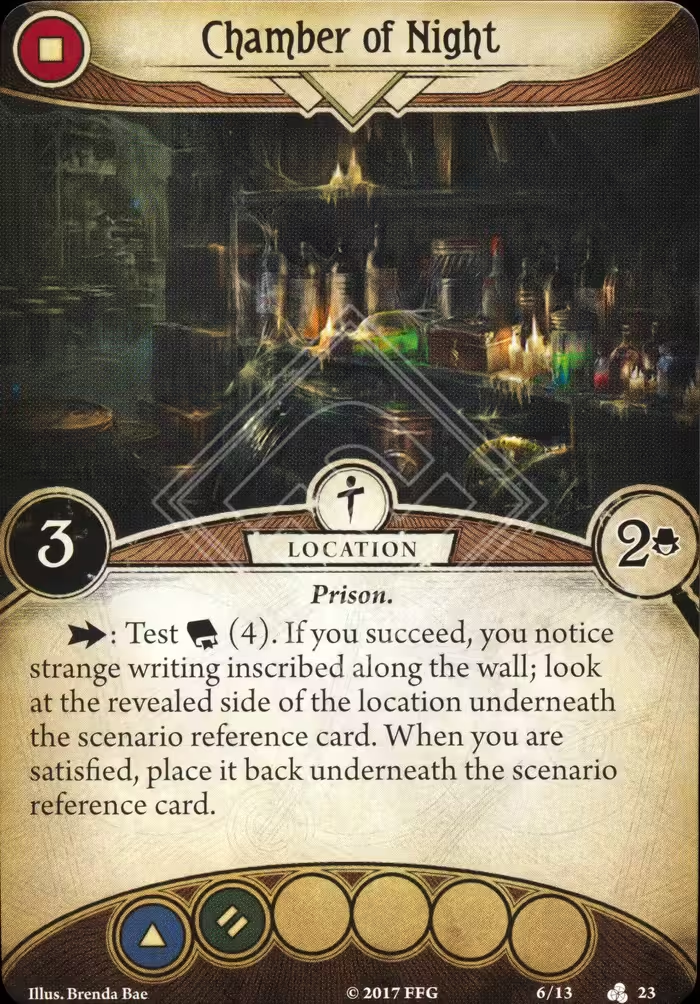 Chamber of Night
3
2
LOCATION
Prison.
: Test (4). If you succeed, you notice
strange writing inscribed along the wall; look
at the revealed side of the location underneath
the scenario reference card. When you are
satisfied, place it back underneath the scenario
reference card.
Illus. Brenda Bae © 2017 FFG 6/13 23